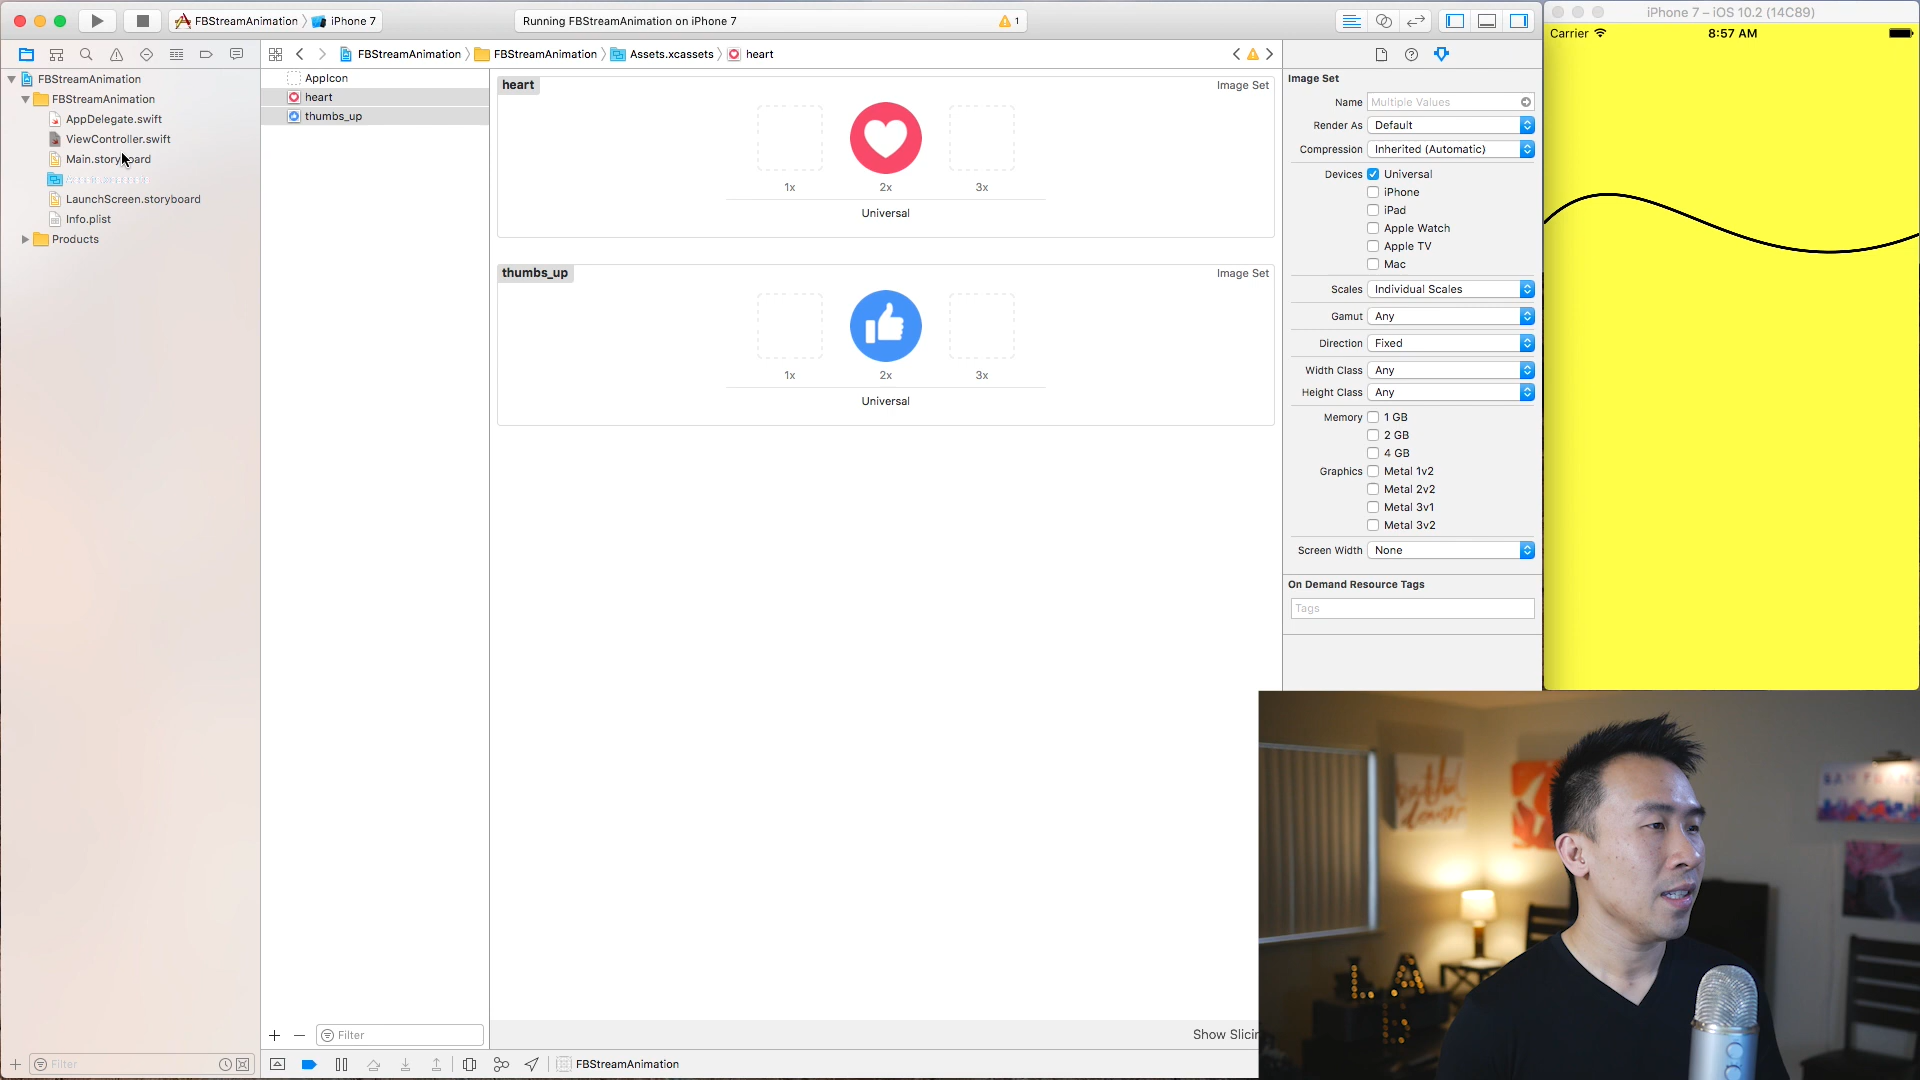 FBStreamAnimation
iPhone 7
Running FBStreamAnimation on iPhone 7
1
iPhone 7 – iOS 10.2 (14C89)
Carrier
8:57 AM
FBStreamAnimation
FBStreamAnimation
Assets.xcassets
heart
FBStreamAnimation
FBStreamAnimation
AppDelegate.swift
ViewController.swift
Main.storyboard
LaunchScreen.storyboard
Info.plist
Products
AppIcon
heart
thumbs_up
heart
Image Set
1x
2x
3x
Universal
thumbs_up
Image Set
1x
2x
3x
Universal
Image Set
Name Multiple Values
Render As Default
Compression Inherited (Automatic)
Devices Universal
iPhone
iPad
Apple Watch
Apple TV
Mac
Scales Individual Scales
Gamut Any
Direction Fixed
Width Class Any
Height Class Any
Memory 1 GB
2 GB
4 GB
Graphics Metal 1v2
Metal 2v2
Metal 3v1
Metal 3v2
Screen Width None
On Demand Resource Tags
Tags
Filter
Show
Filter
FBStreamAnimation